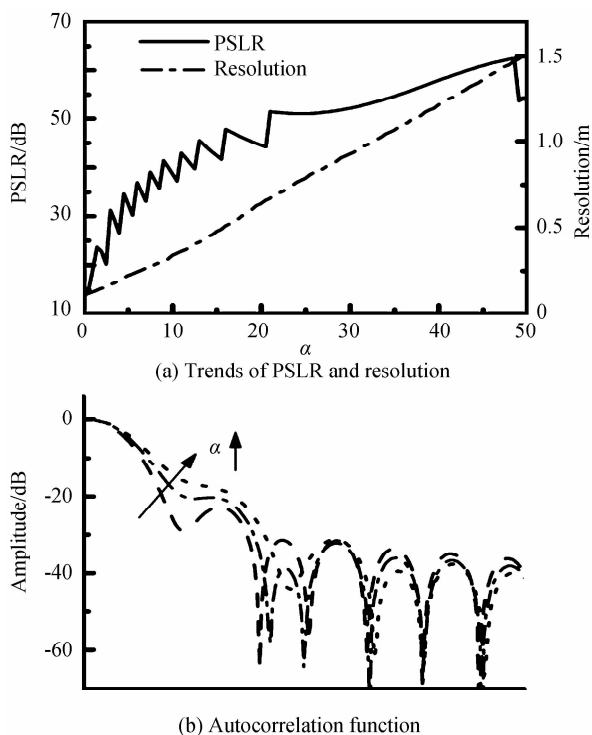 70
50
30
10
PSLR/dB
PSLR
Resolution
1.5
1.0
0.5
0
Resolution/m
0 10 20 30 40 50
α
(a) Trends of PSLR and resolution
0
-20
-40
-60
Amplitude/dB
α
(b) Autocorrelation function